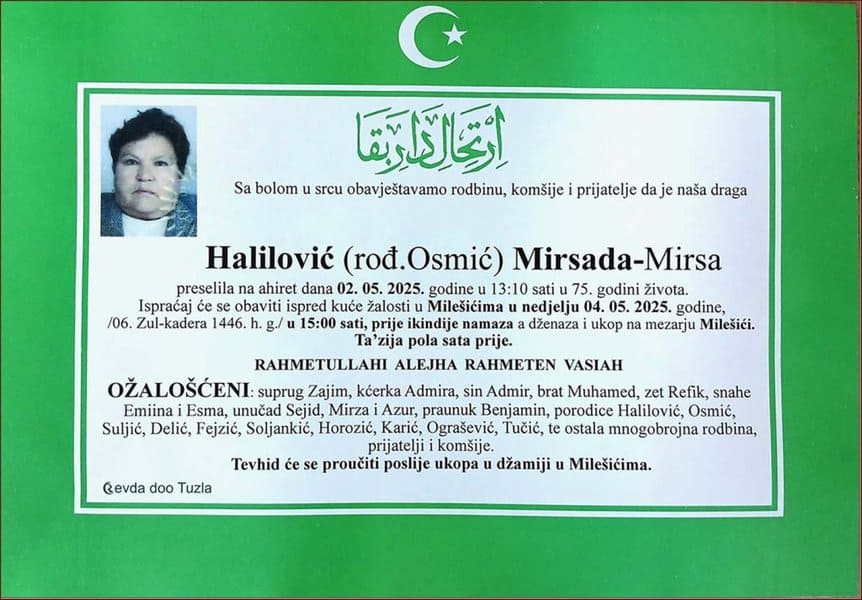 إرتحال دار بقا
Sa bolom u srcu obavještavamo rodbinu, komšije i prijatelje da je naša draga
Halilović (rođ.Osmić) Mirsada-Mirsa
preselila na ahiret dana 02. 05. 2025. godine u 13:10 sati u 75. godini života.
Ispraćaj će se obaviti ispred kuće žalosti u Milešićima u nedjelju 04. 05. 2025. godine,
/06. Zul-kadera 1446. h. g./ u 15:00 sati, prije ikindije namaza a dženaza i ukop na mezarju Milešići.
Ta'zija pola sata prije.
RAHMETULLAHI ALEJHA RAHMETEN VASIAH
OŽALOŠĆENI: suprug Zajim, kćerka Admira, sin Admir, brat Muhamed, zet Refik, snahe
Emiina i Esma, unučad Sejid, Mirza i Azur, praunuk Benjamin, porodice Halilović, Osmić,
Suljić, Delić, Fejzić, Soljankić, Horozić, Karić, Ograšević, Tučić, te ostala mnogobrojna rodbina,
prijatelji i komšije.
Tevhid će se proučiti poslije ukopa u džamiji u Milešićima.
Ševda doo Tuzla